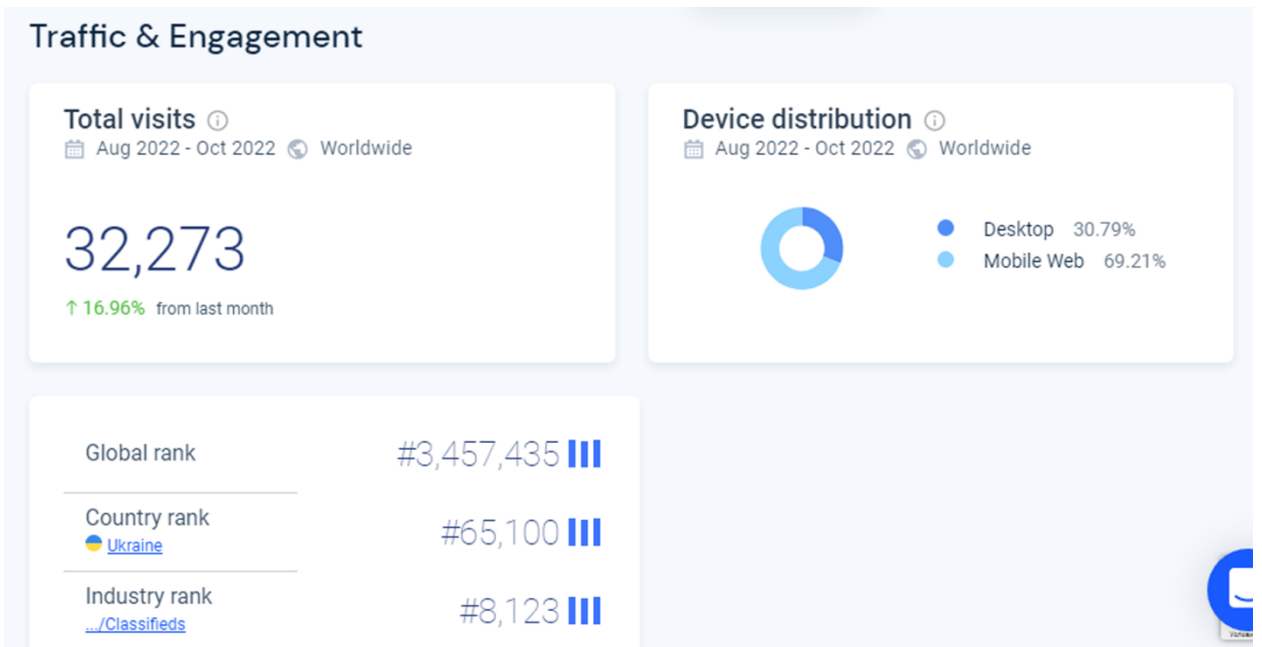 Traffic & Engagement
Total visits
Aug 2022 - Oct 2022 Worldwide
32,273
↑ 16.96% from last month
Device distribution
Aug 2022 - Oct 2022 Worldwide
Desktop 30.79%
Mobile Web 69.21%
Global rank #3,457,435
Country rank #65,100
Ukraine
Industry rank #8,123
.../Classifieds